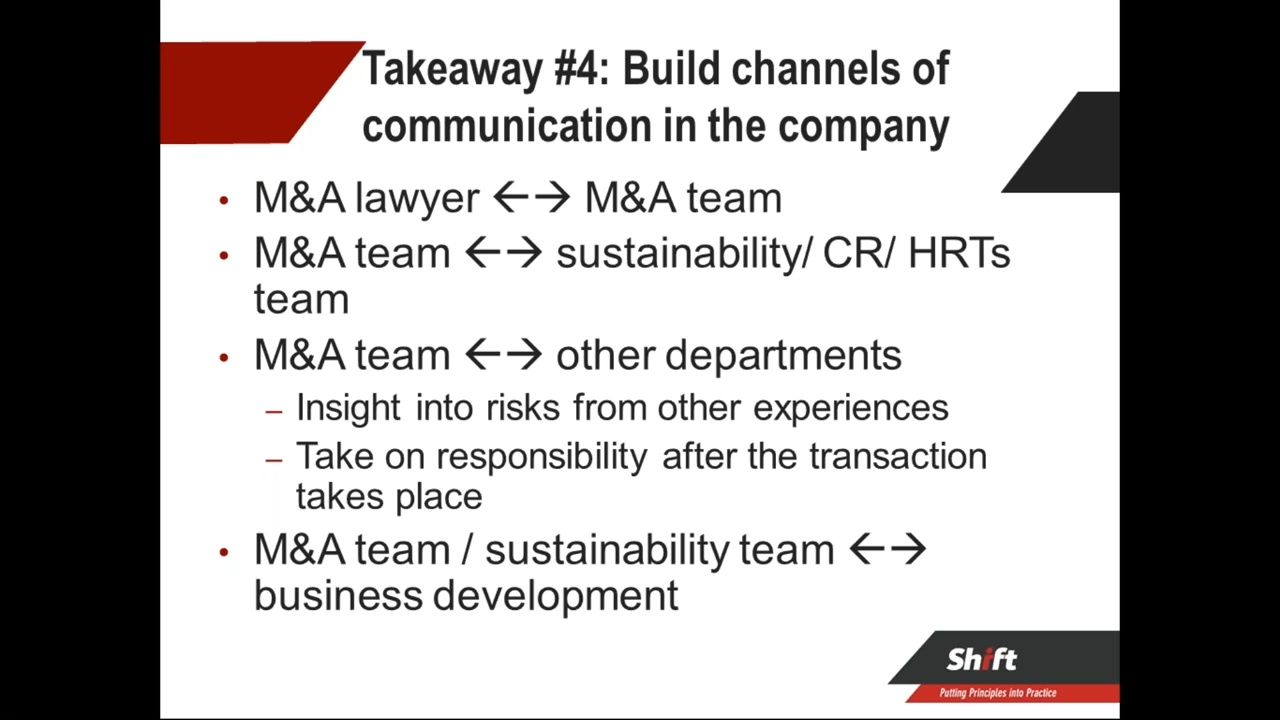 Takeaway #4: Build channels of
communication in the company
• M&A lawyer ←→ M&A team
• M&A team ←→ sustainability/ CR/ HRTs
team
• M&A team ←→ other departments
– Insight into risks from other experiences
– Take on responsibility after the transaction
takes place
• M&A team / sustainability team ←→
business development
Shift
Putting Principles into Practice